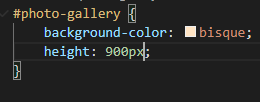 #photo-gallery {
    background-color: bisque;
    height: 900px;
}